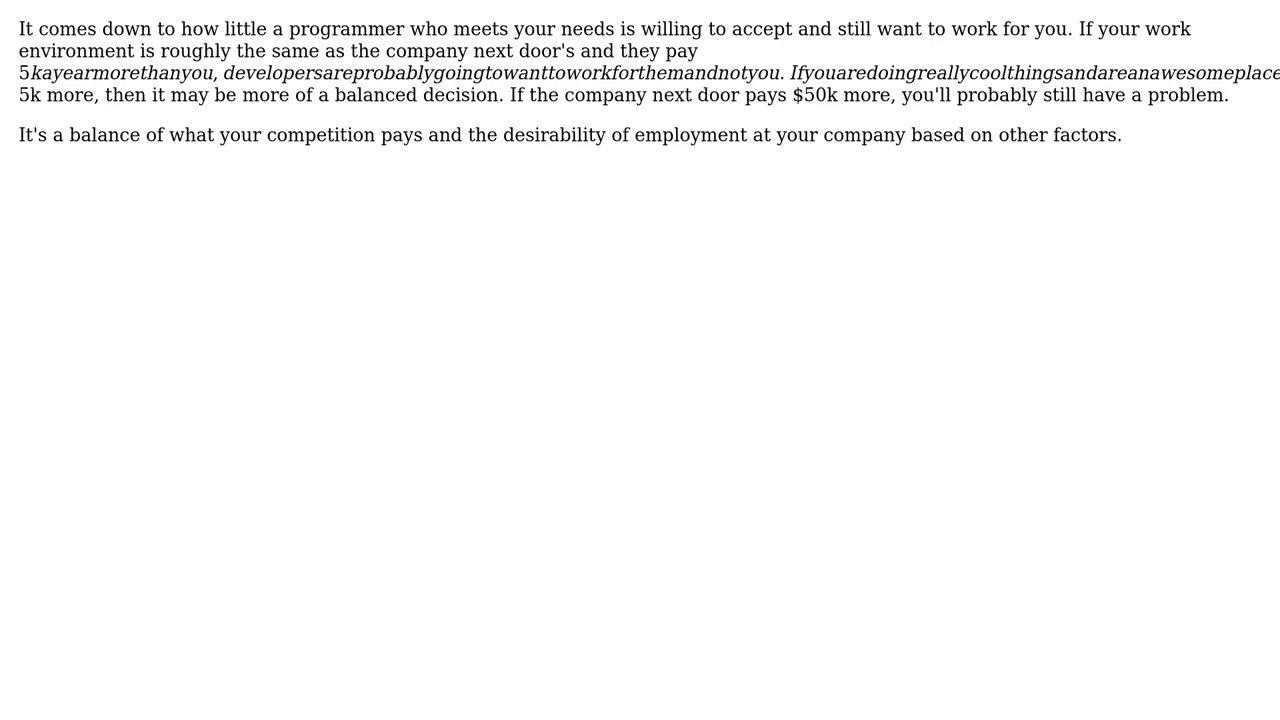 It comes down to how little a programmer who meets your needs is willing to accept and still want to work for you. If your work
environment is roughly the same as the company next door's and they pay
5kayearmorethanyou, developersareprobablygoingtowanttoworkforthemandnotyou. Ifyouaredoingreallycoolthingsandareanawesomeplace
5k more, then it may be more of a balanced decision. If the company next door pays $50k more, you'll probably still have a problem.
It's a balance of what your competition pays and the desirability of employment at your company based on other factors.